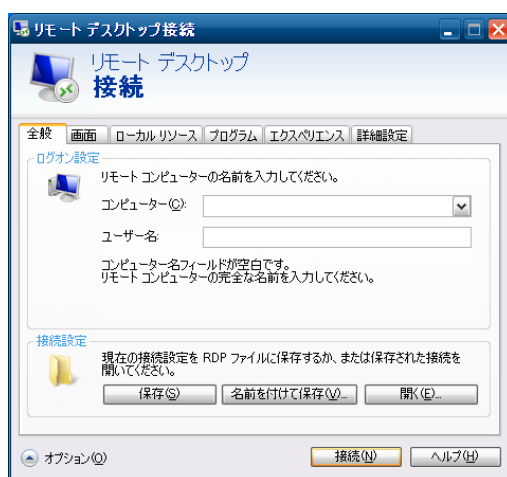 リモート デスクトップ接続
リモート デスクトップ
接続
全般 画面 ローカル リソース プログラム エクスペリエンス 詳細設定
ログオン設定
リモート コンピューターの名前を入力してください。
コンピューター(C):
ユーザー名:
コンピューター名フィールドが空白です。
リモート コンピューターの完全な名前を入力してください。
接続設定
現在の接続設定を RDP ファイルに保存するか、または保存された接続を
開いてください。
保存(S) 名前を付けて保存(V)... 開く(E)...
オプション(O) 接続(N) ヘルプ(H)